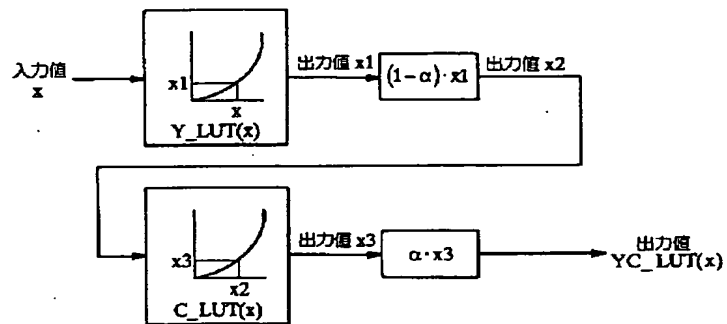 入力値
x
x1
x
Y_LUT(x)
出力値 x1
(1-α)·x1
出力値 x2
x3
x2
C_LUT(x)
出力値 x3
α·x3
出力値
YC_LUT(x)